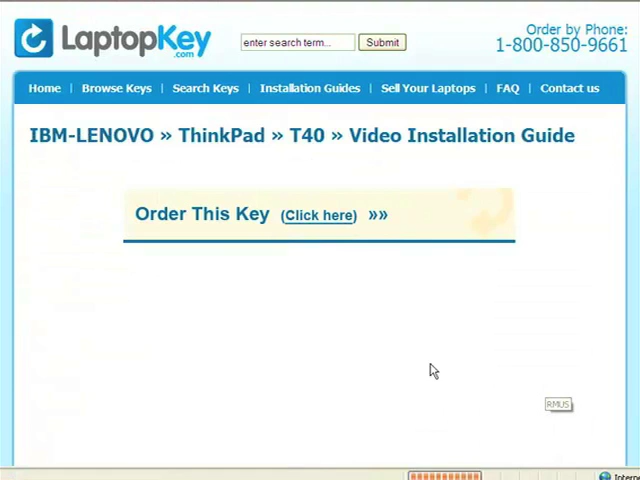 LaptopKey
.com
enter search term...
Submit
Order by Phone:
1-800-850-9661
Home | Browse Keys | Search Keys | Installation Guides | Sell Your Laptops | FAQ | Contact us
IBM-LENOVO » ThinkPad » T40 » Video Installation Guide
Order This Key (Click here) »»
RMUS
Intern